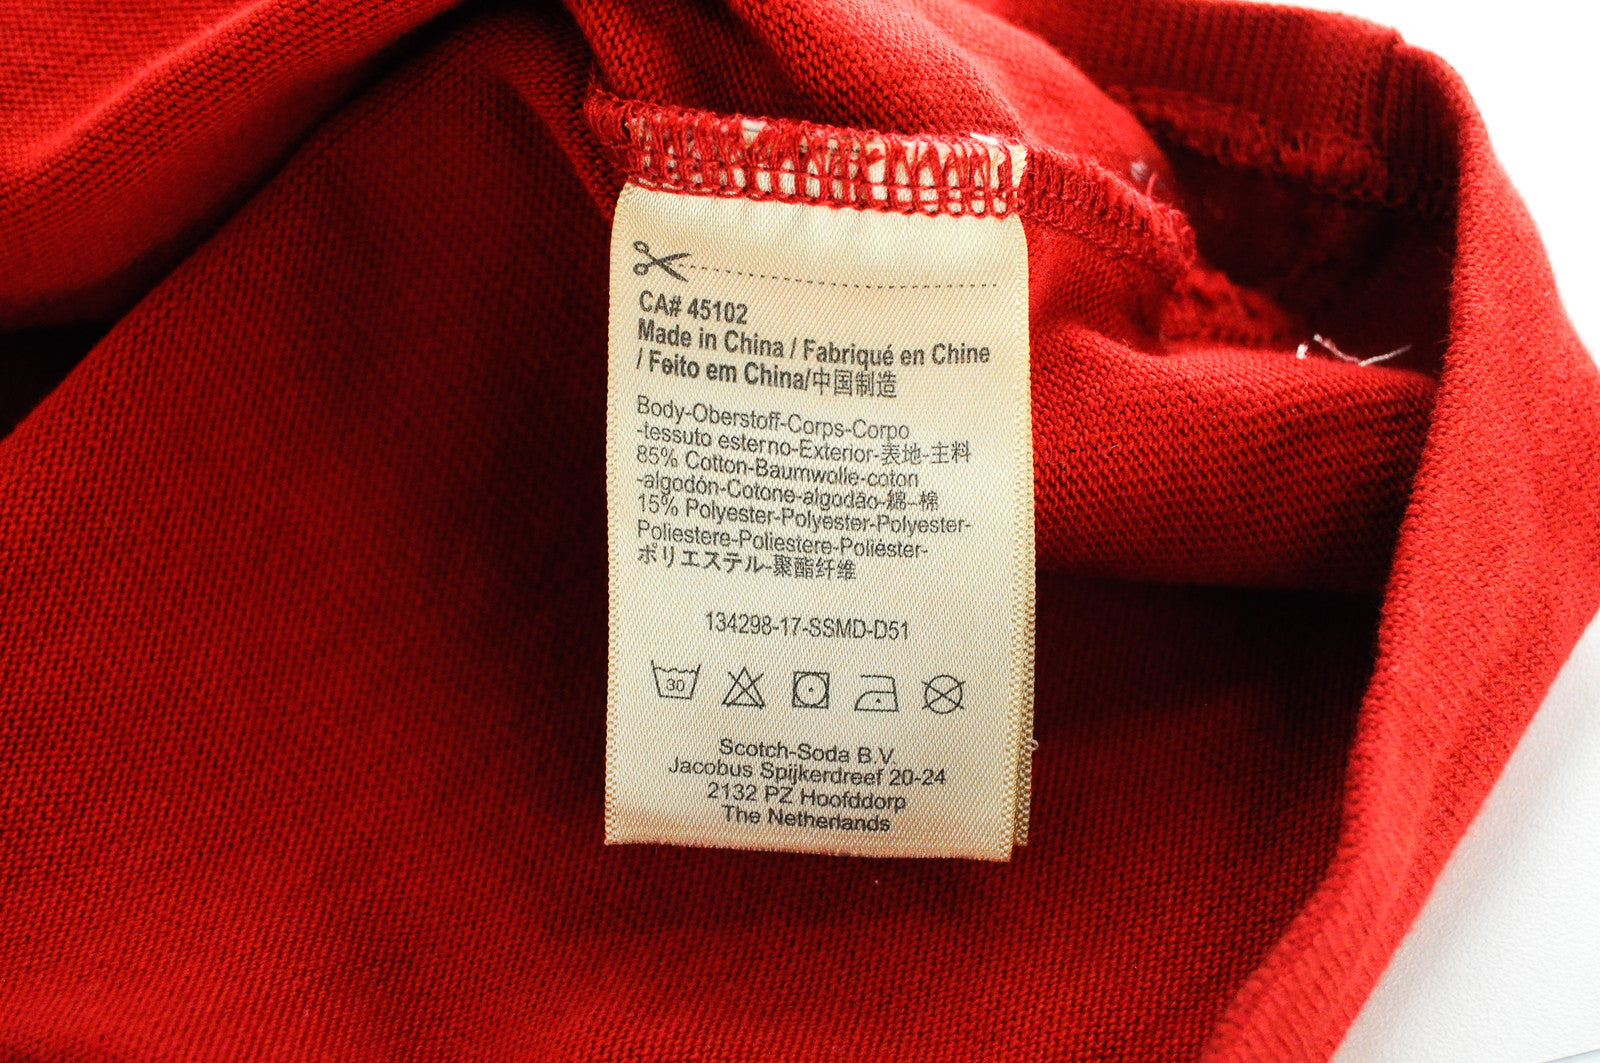 CA# 45102
Made in China / Fabriqué en Chine
/ Feito em China/中国制造
Body-Oberstoff-Corps-Corpo
-tessuto esterno-Exterior-表地-主料
85% Cotton-Baumwolle-coton
-algodón-Cotone-algodão-綿-棉
15% Polyester-Polyester-Polyester-
Poliestere-Poliestere-Poliéster-
ポリエステル-聚酯纤维
134298-17-SSMD-D51
30
Scotch-Soda B.V.
Jacobus Spijkerdreef 20-24
2132 PZ Hoofddorp
The Netherlands